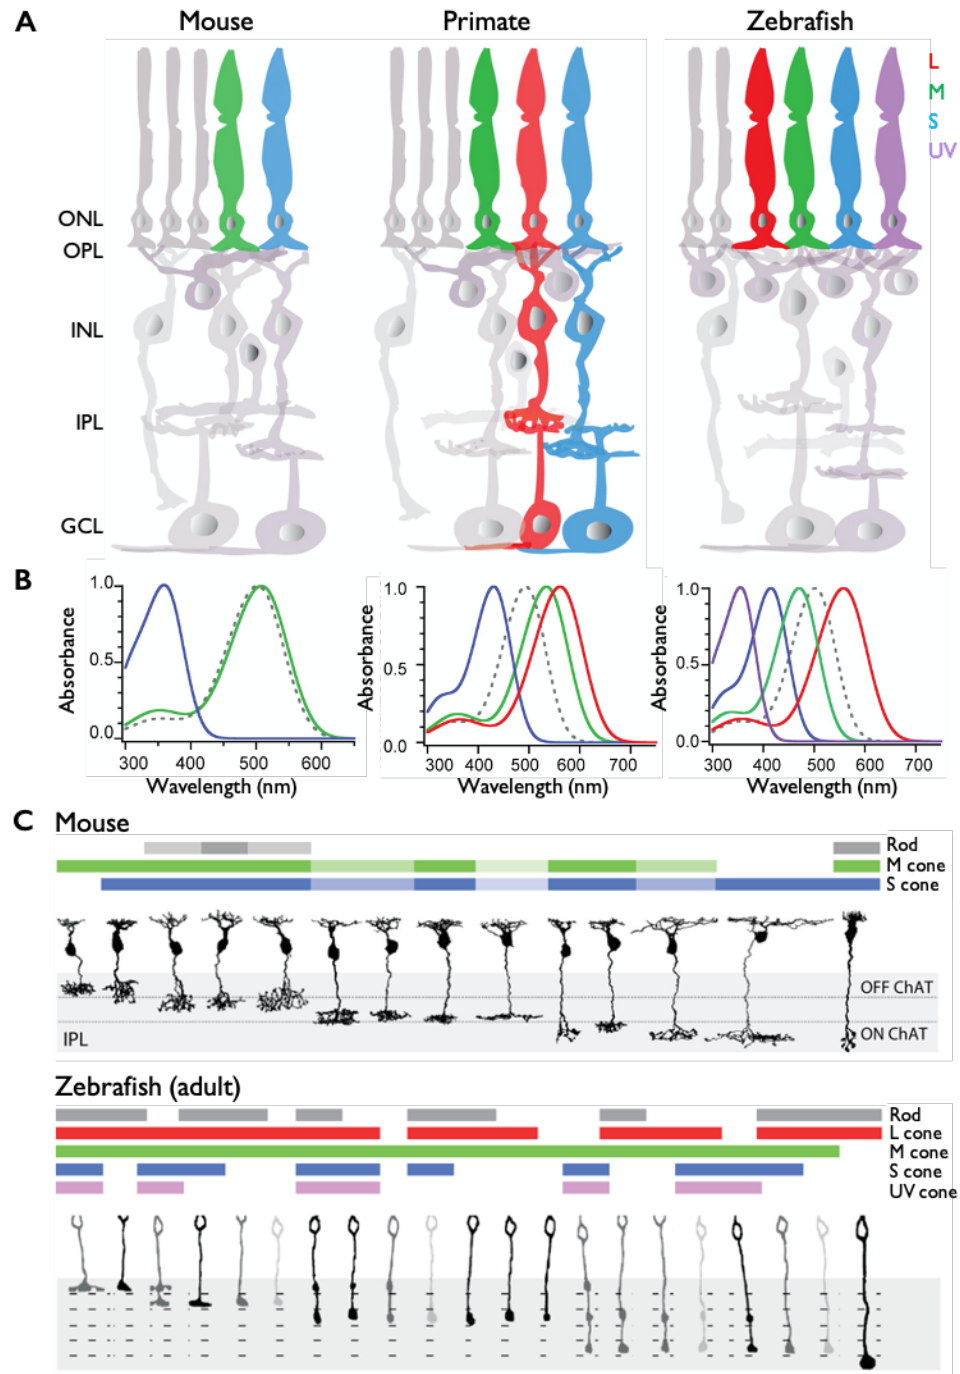 A
Mouse
Primate
Zebrafish
L
M
S
UV
ONL
OPL
INL
IPL
GCL
B
1.0
0.5
0.0
Absorbance
300 400 500 600
Wavelength (nm)
1.0
0.5
0.0
Absorbance
300 400 500 600 700
Wavelength (nm)
1.0
0.5
0.0
Absorbance
300 400 500 600 700
Wavelength (nm)
C
Mouse
Rod
M cone
S cone
OFF ChAT
ON ChAT
IPL
Zebrafish (adult)
Rod
L cone
M cone
S cone
UV cone